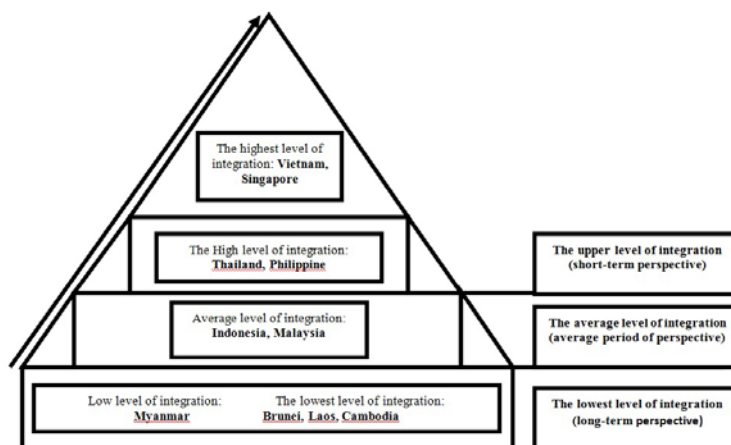 The highest level of
integration: Vietnam,
Singapore
The High level of integration:
Thailand, Philippine
The upper level of integration
(short-term perspective)
Average level of integration:
Indonesia, Malaysia
The average level of integration
(average period of perspective)
Low level of integration:
Myanmar
The lowest level of integration:
Brunei, Laos, Cambodia
The lowest level of integration
(long-term perspective)